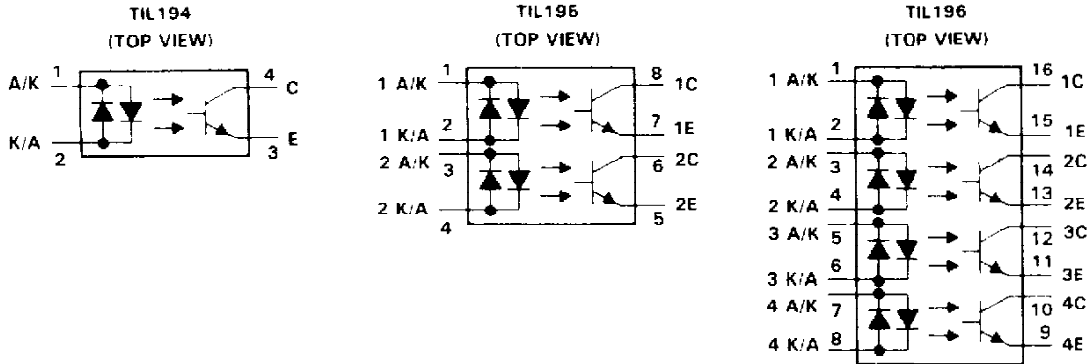 TIL194
(TOP VIEW)
A/K 1
4 C
K/A 2
3 E
TIL195
(TOP VIEW)
1 A/K 1
8 1C
1 K/A 2
7 1E
2 A/K 3
6 2C
2 K/A 4
5 2E
TIL196
(TOP VIEW)
1 A/K 1
16 1C
1 K/A 2
15 1E
2 A/K 3
14 2C
2 K/A 4
13 2E
3 A/K 5
12 3C
3 K/A 6
11 3E
4 A/K 7
10 4C
4 K/A 8
9 4E